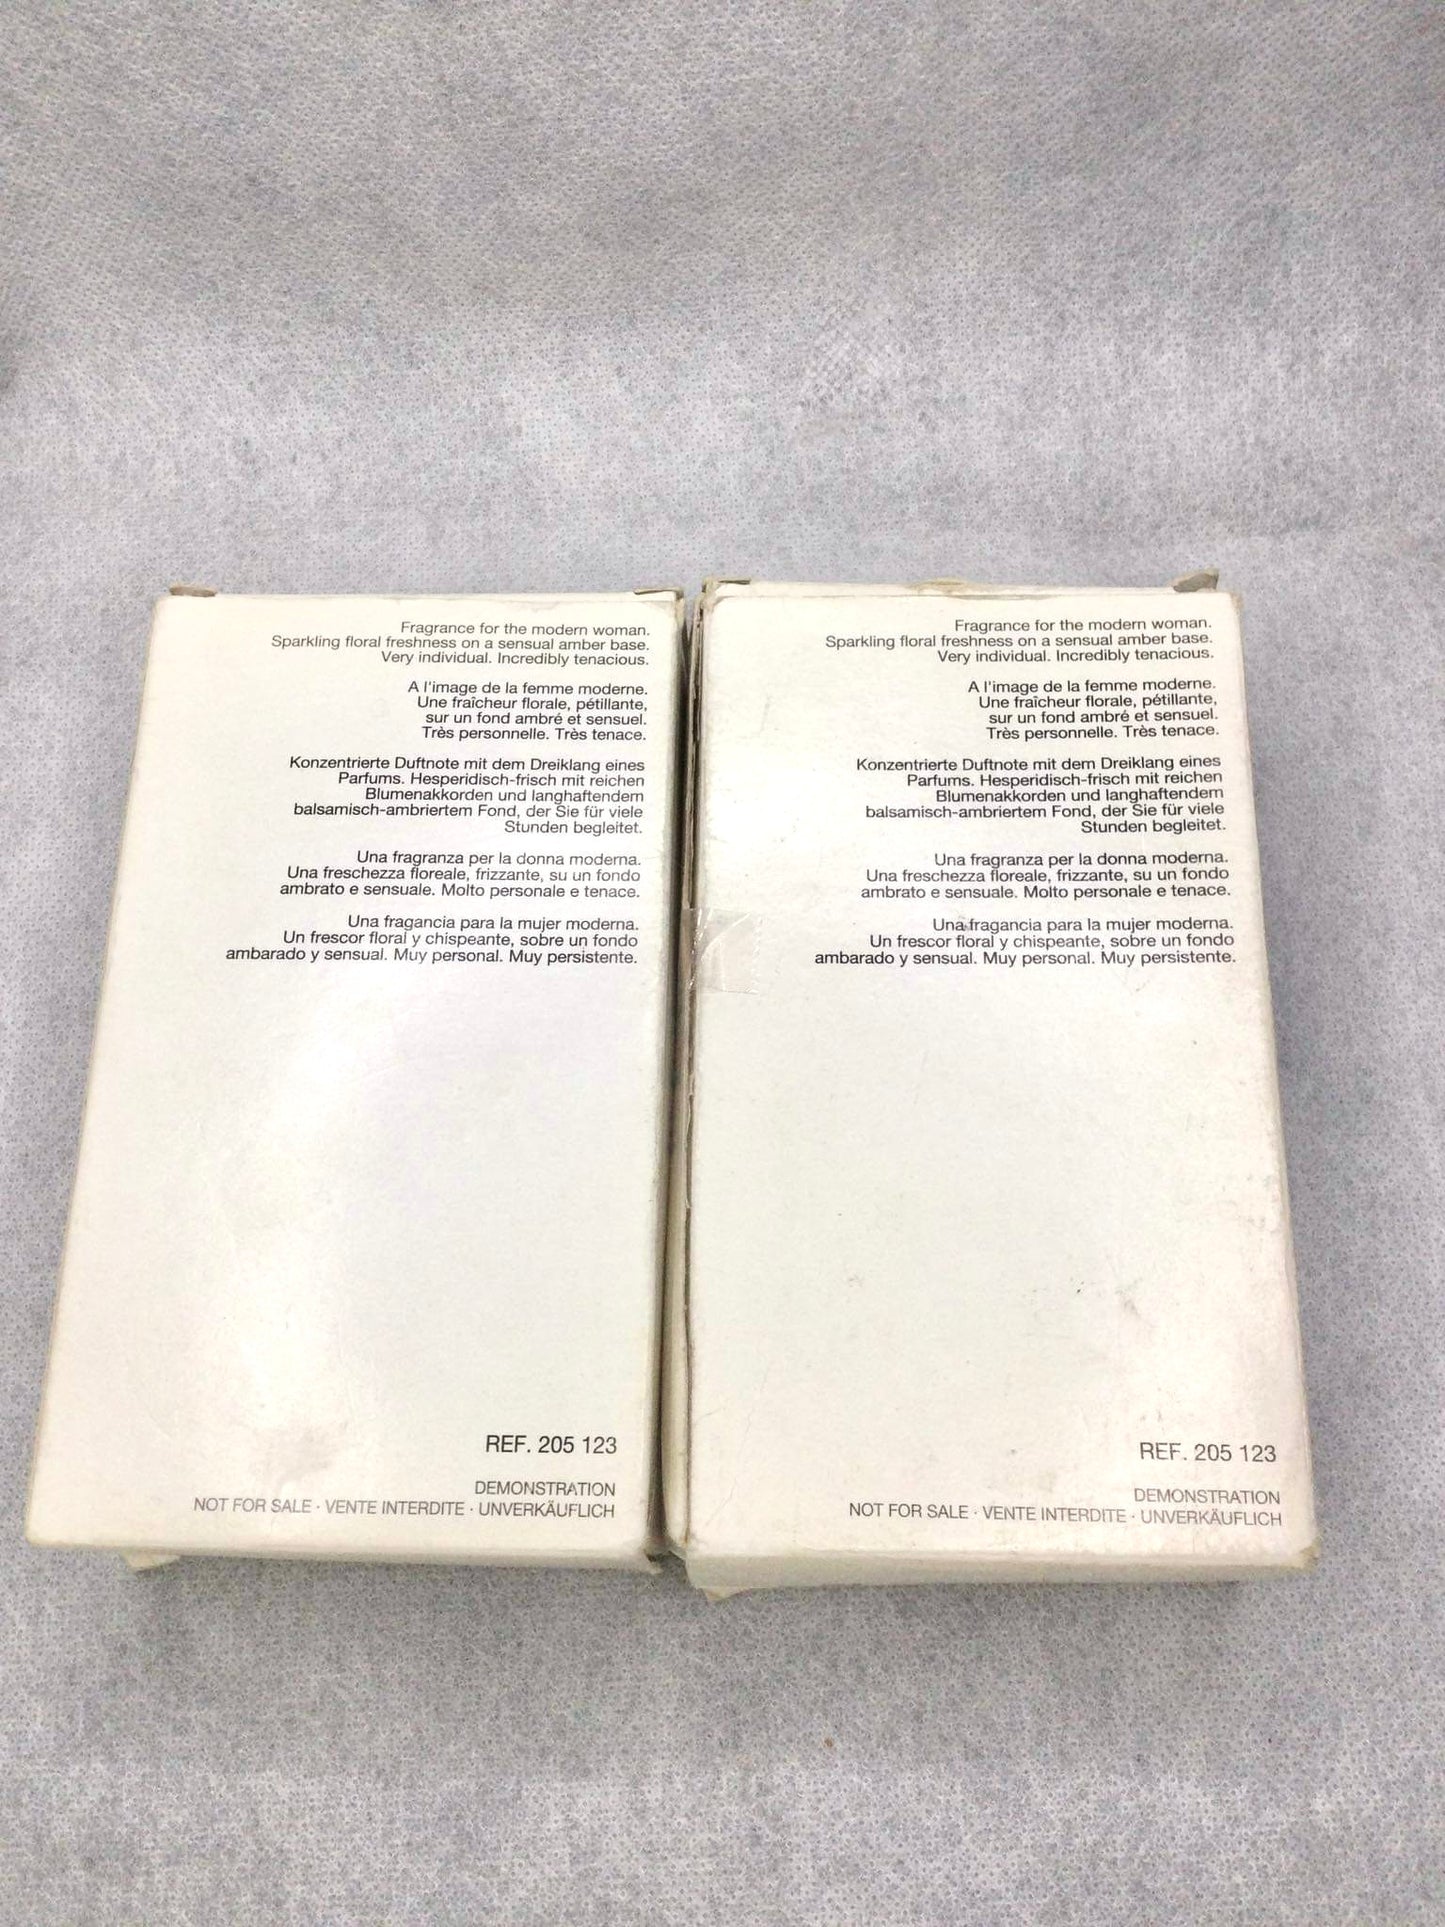 Fragrance for the modern woman.
Sparkling floral freshness on a sensual amber base.
Very individual. Incredibly tenacious.
A l'image de la femme moderne.
Une fraîcheur florale, pétillante,
sur un fond ambré et sensuel.
Très personnelle. Très tenace.
Konzentrierte Duftnote mit dem Dreiklang eines
Parfums. Hesperidisch-frisch mit reichen
Blumenakkorden und langhaftendem
balsamisch-ambriertem Fond, der Sie für viele
Stunden begleitet.
Una fragranza per la donna moderna.
Una freschezza floreale, frizzante, su un fondo
ambrato e sensuale. Molto personale e tenace.
Una fragancia para la mujer moderna.
Un frescor floral y chispeante, sobre un fondo
ambarado y sensual. Muy personal. Muy persistente.
REF. 205 123
DEMONSTRATION
NOT FOR SALE · VENTE INTERDITE · UNVERKÄUFLICH
Fragrance for the modern woman.
Sparkling floral freshness on a sensual amber base.
Very individual. Incredibly tenacious.
A l'image de la femme moderne.
Une fraîcheur florale, pétillante,
sur un fond ambré et sensuel.
Très personnelle. Très tenace.
Konzentrierte Duftnote mit dem Dreiklang eines
Parfums. Hesperidisch-frisch mit reichen
Blumenakkorden und langhaftendem
balsamisch-ambriertem Fond, der Sie für viele
Stunden begleitet.
Una fragranza per la donna moderna.
Una freschezza floreale, frizzante, su un fondo
ambrato e sensuale. Molto personale e tenace.
Una fragancia para la mujer moderna.
Un frescor floral y chispeante, sobre un fondo
ambarado y sensual. Muy personal. Muy persistente.
REF. 205 123
DEMONSTRATION
NOT FOR SALE · VENTE INTERDITE · UNVERKÄUFLICH